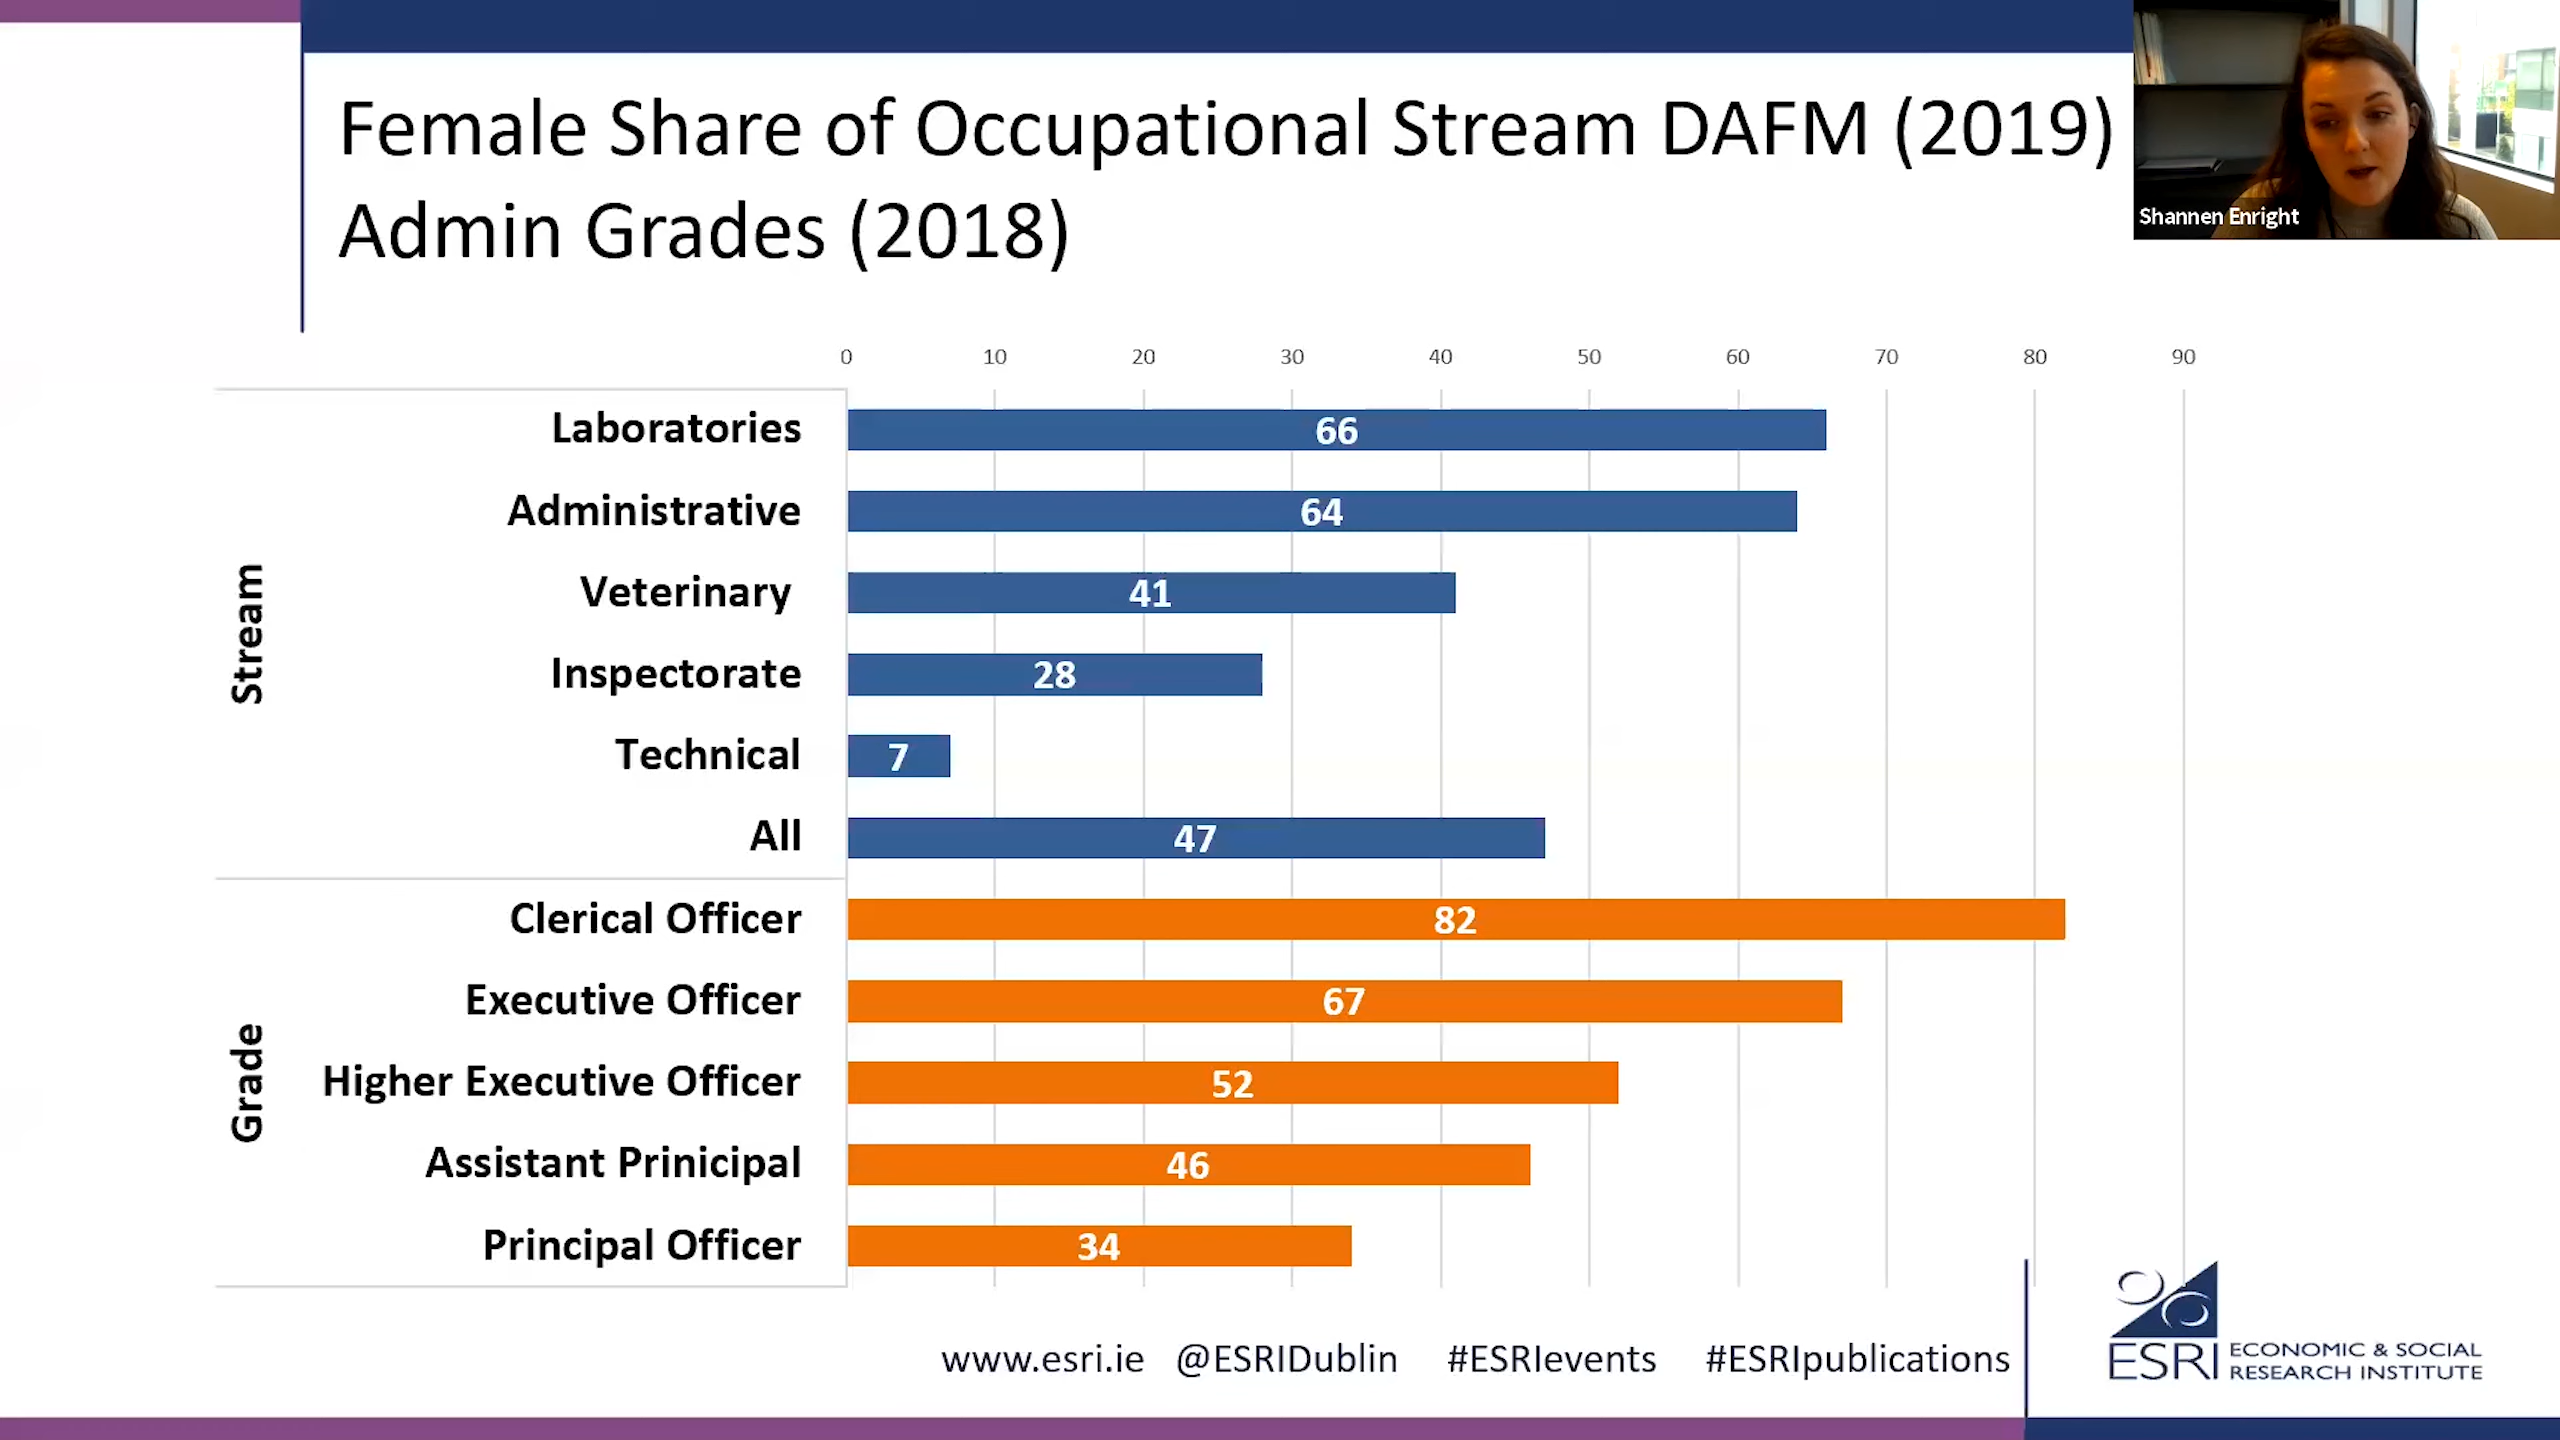 Female Share of Occupational Stream DAFM (2019)
Admin Grades (2018)
Shannen Enright
0 10 20 30 40 50 60 70 80 90
Stream
Laboratories 66
Administrative 64
Veterinary 41
Inspectorate 28
Technical 7
All 47
Grade
Clerical Officer 82
Executive Officer 67
Higher Executive Officer 52
Assistant Prinicipal 46
Principal Officer 34
www.esri.ie @ESRIDublin #ESRIevents #ESRIpublications
ESRI ECONOMIC & SOCIAL
RESEARCH INSTITUTE